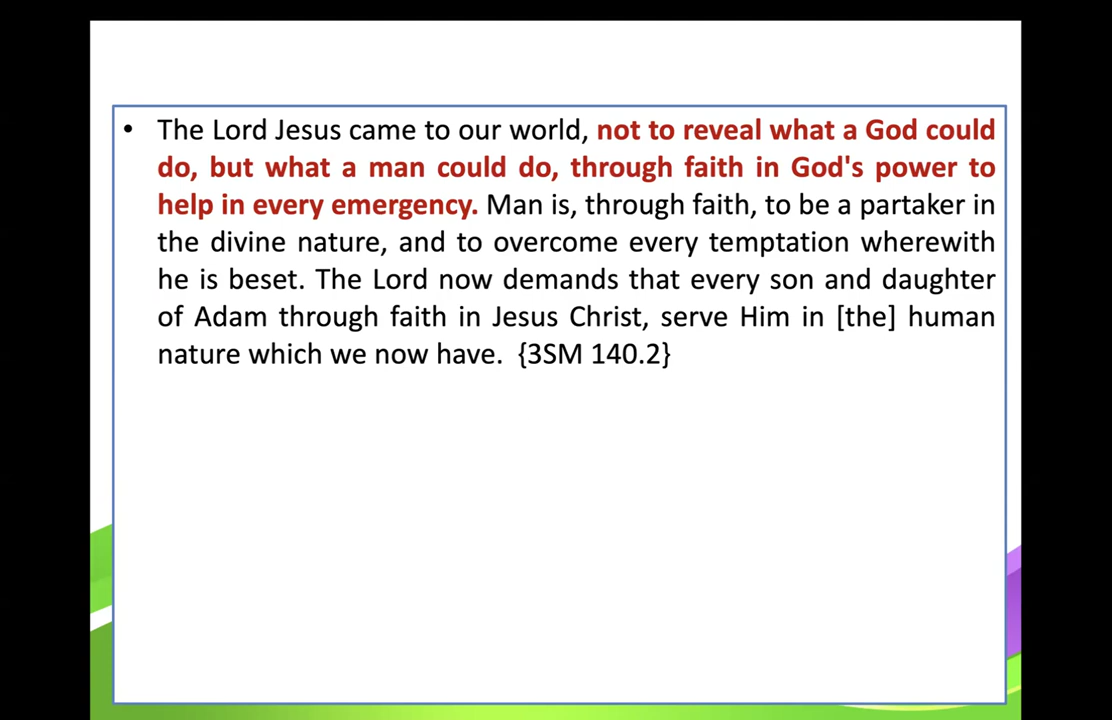 • The Lord Jesus came to our world, not to reveal what a God could
do, but what a man could do, through faith in God's power to
help in every emergency. Man is, through faith, to be a partaker in
the divine nature, and to overcome every temptation wherewith
he is beset. The Lord now demands that every son and daughter
of Adam through faith in Jesus Christ, serve Him in [the] human
nature which we now have. {3SM 140.2}